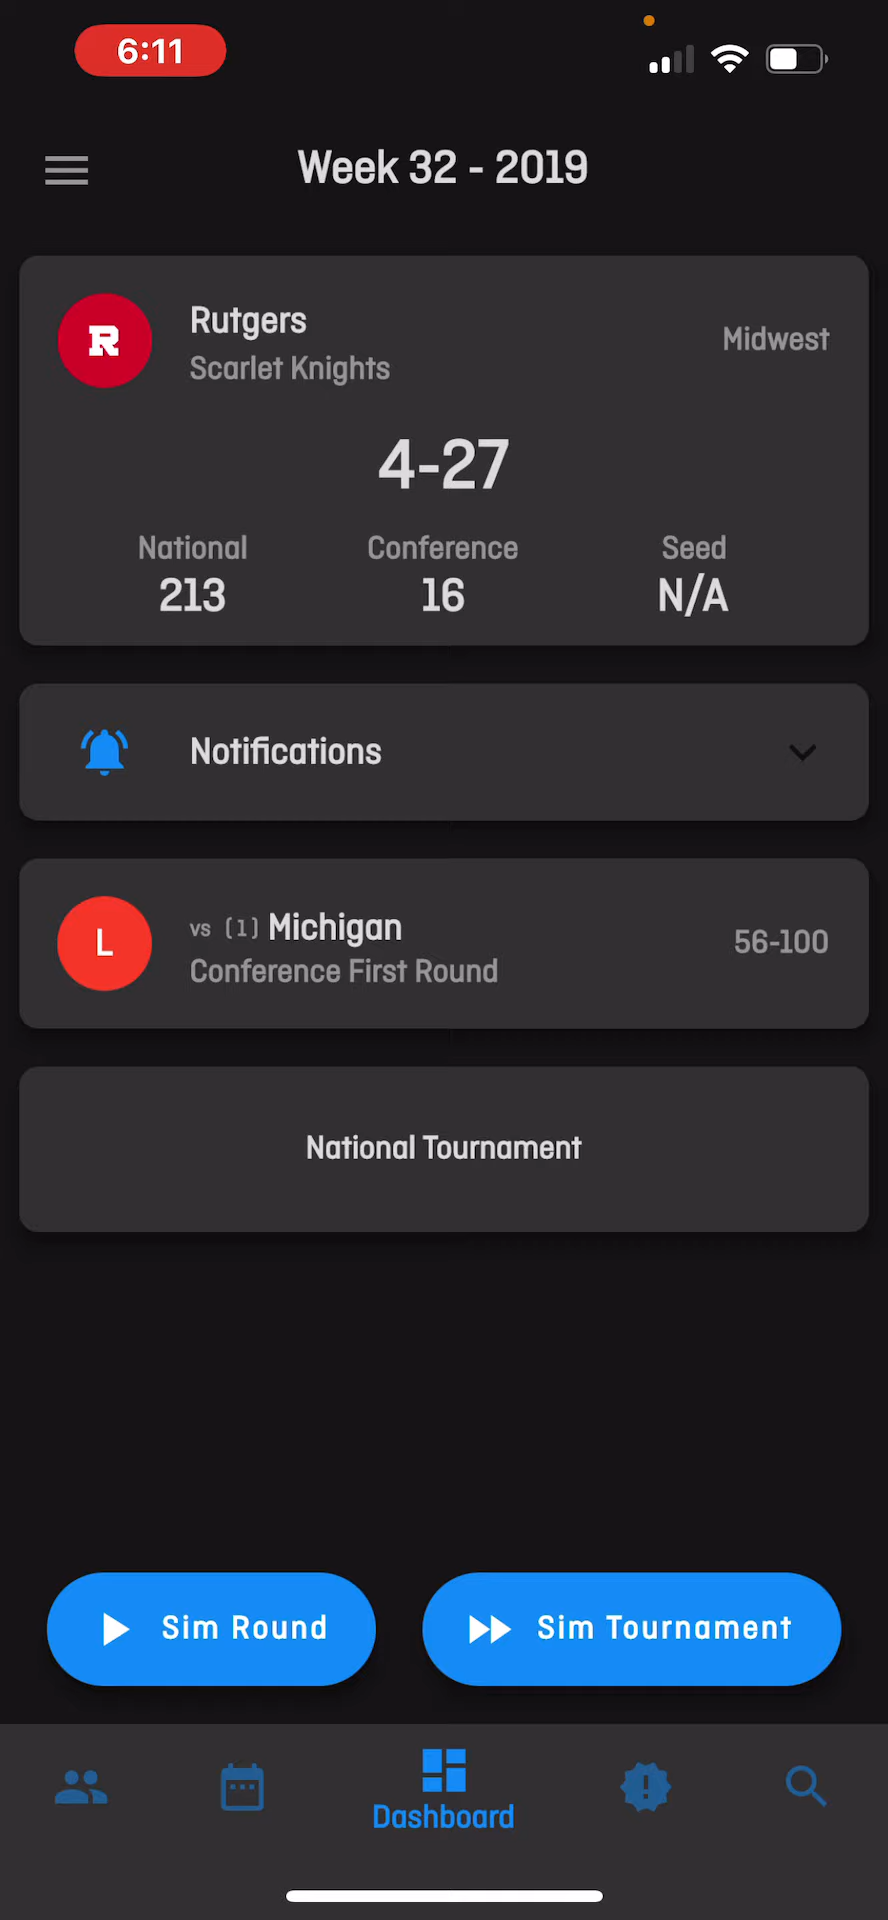 6:11
Week 32 - 2019
R
Rutgers
Scarlet Knights
Midwest
4-27
National
Conference
Seed
213
16
N/A
Notifications
L
vs (1) Michigan
Conference First Round
56-100
National Tournament
Sim Round
Sim Tournament
Dashboard